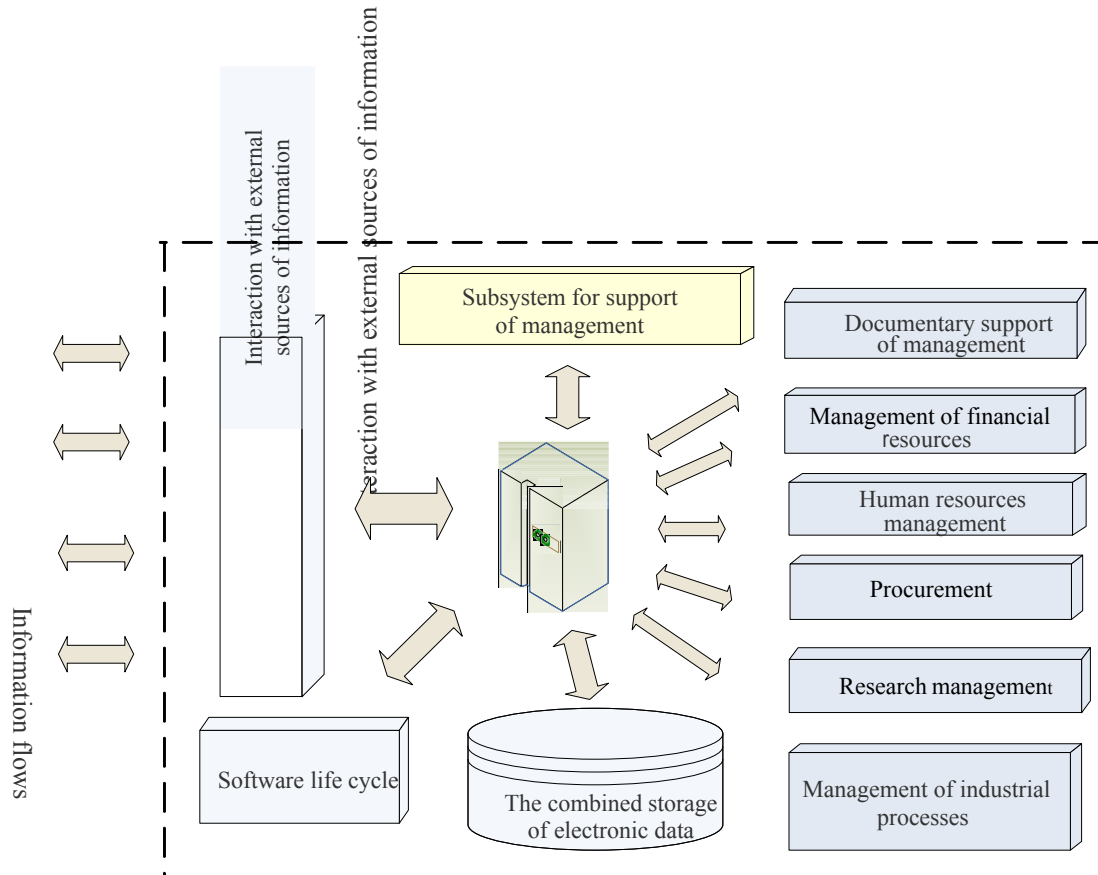 Interaction with external
sources of information
teraction with external sources of information
Subsystem for support
of management
Documentary support
of management
Management of financial
resources
Human resources
management
Procurement
Research management
Management of industrial
processes
Software life cycle
The combined storage
of electronic data
Information flows